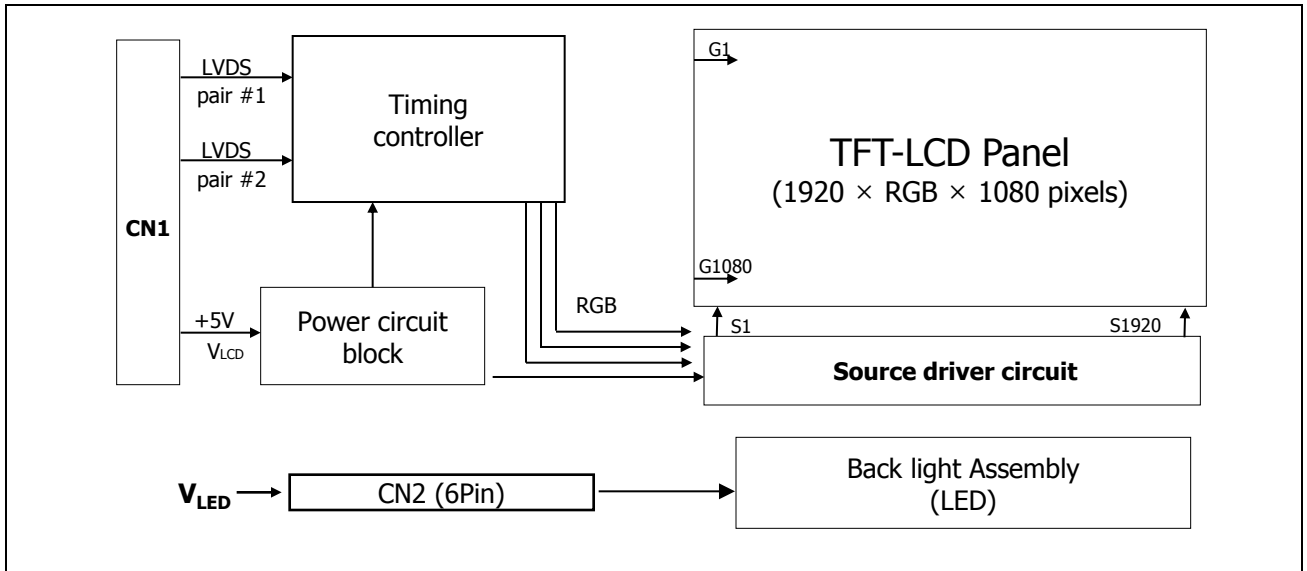 CN1
LVDS
pair #1
LVDS
pair #2
+5V
VLCD
Timing
controller
Power circuit
block
RGB
G1
TFT-LCD Panel
(1920 × RGB × 1080 pixels)
G1080
S1
S1920
Source driver circuit
VLED
CN2 (6Pin)
Back light Assembly
(LED)